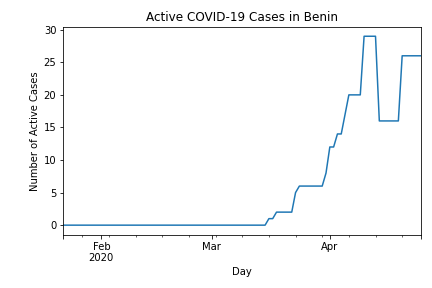 Active COVID-19 Cases in Benin
30
25
20
15
10
5
0
Number of Active Cases
Feb
2020
Mar
Apr
Day